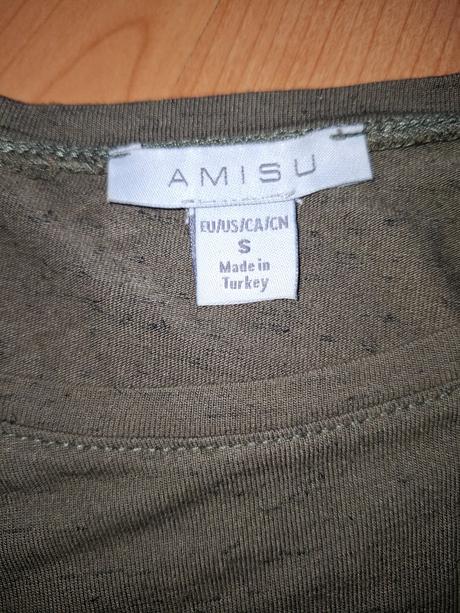 AMISU
EU/US/CA/CN
S
Made in
Turkey